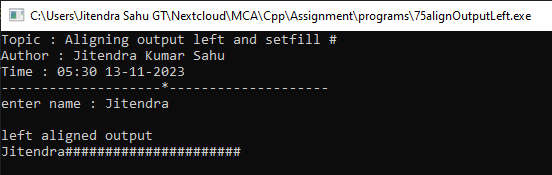 C:\Users\Jitendra Sahu GT\Nextcloud\MCA\Cpp\Assignment\programs\75alignOutputLeft.exe
Topic : Aligning output left and setfill #
Author : Jitendra Kumar Sahu
Time : 05:30 13-11-2023
--------------------*--------------------
enter name : Jitendra
left aligned output
Jitendra######################